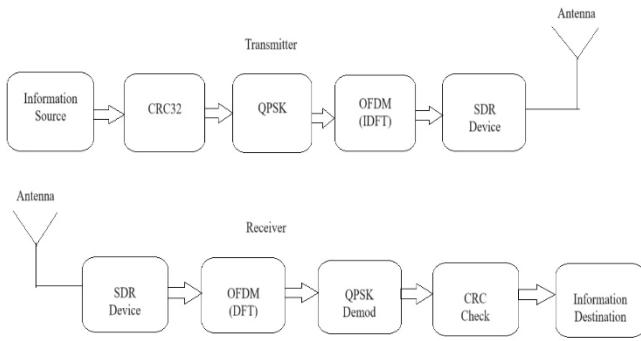 Antenna
Transmitter
Information
Source
CRC32
QPSK
OFDM
(IDFT)
SDR
Device
Antenna
Receiver
SDR
Device
OFDM
(DFT)
QPSK
Demod
CRC
Check
Information
Destination